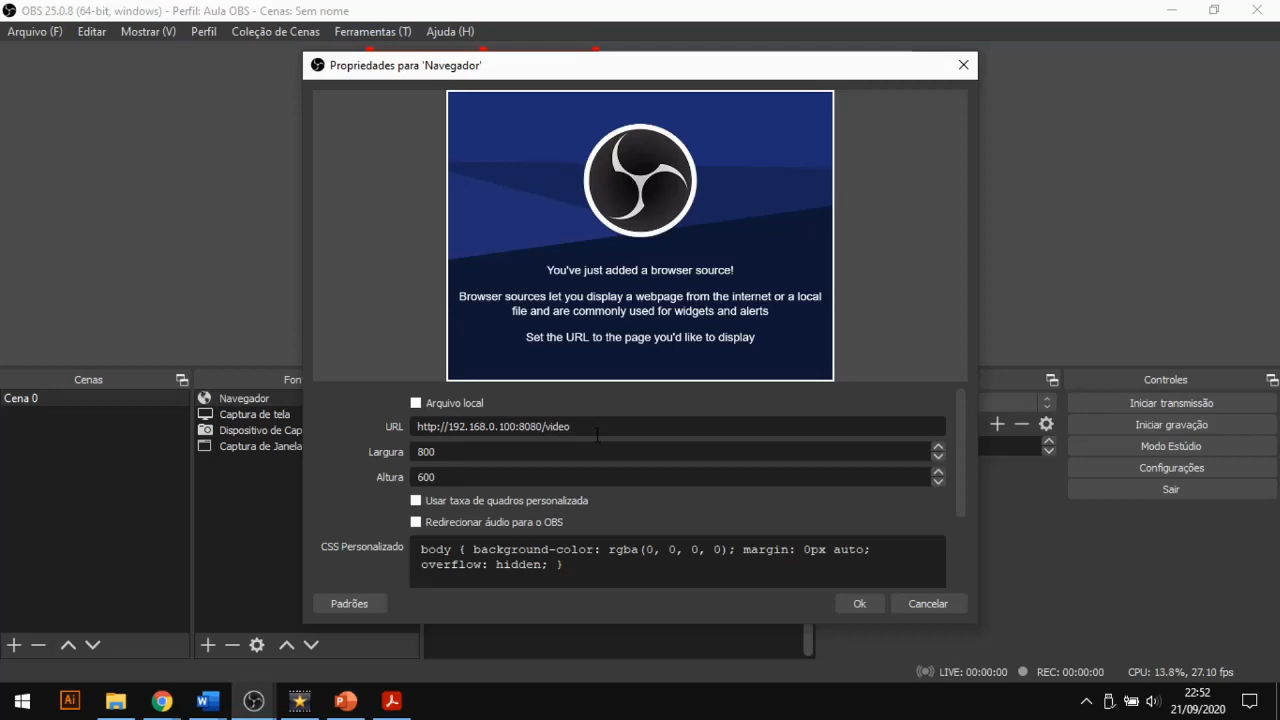 OBS 25.0.8 (64-bit, windows) - Perfil: Aula OBS - Cenas: Sem nome
Arquivo (F) Editar Mostrar (V) Perfil Coleção de Cenas Ferramentas (T) Ajuda (H)
Propriedades para 'Navegador'
You've just added a browser source!
Browser sources let you display a webpage from the internet or a local
file and are commonly used for widgets and alerts
Set the URL to the page you'd like to display
Cenas
Cena 0
Fon
Navegador
Captura de tela
Dispositivo de Cap
Captura de Janela
Arquivo local
URL http://192.168.0.100:8080/video
Largura 800
Altura 600
Usar taxa de quadros personalizada
Redirecionar áudio para o OBS
CSS Personalizado
body { background-color: rgba(0, 0, 0, 0); margin: 0px auto;
overflow: hidden; }
Padrões Ok Cancelar
Controles
Iniciar transmissão
Iniciar gravação
Modo Estúdio
Configurações
Sair
LIVE: 00:00:00 REC: 00:00:00 CPU: 13.8%, 27.10 fps
Ai W P
22:52
21/09/2020